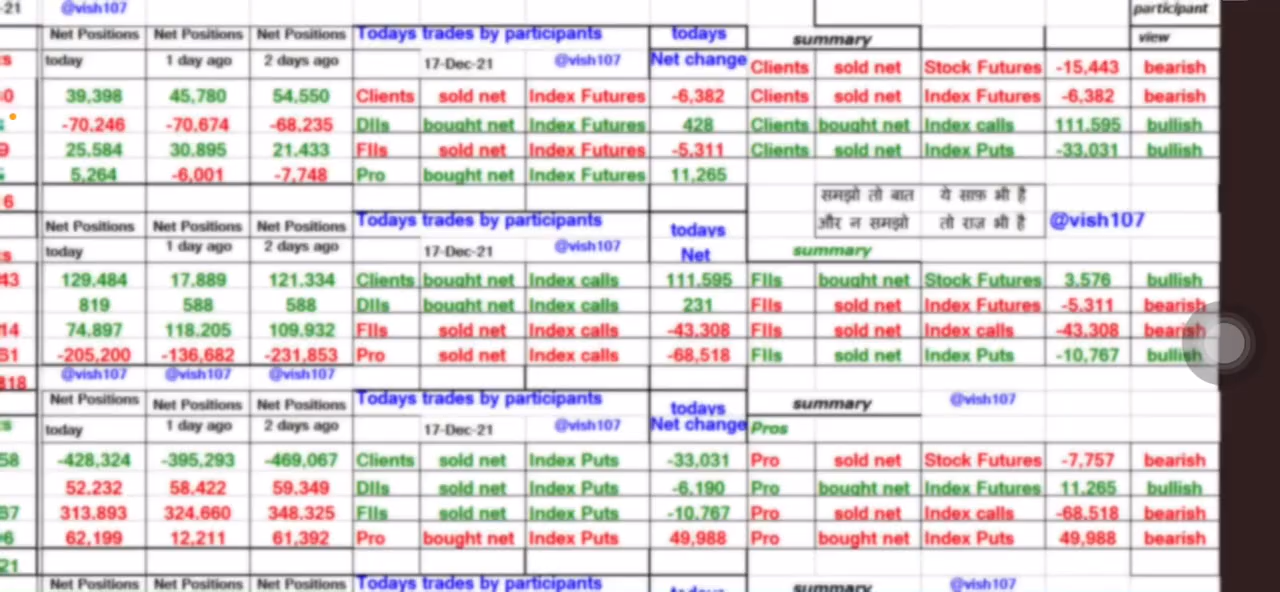 -21 @vish107 participant
Net Positions Net Positions Net Positions Todays trades by participants todays summary view
s today 1 day ago 2 days ago 17-Dec-21 @vish107 Net change Clients sold net Stock Futures -15,443 bearish
0 39,398 45,780 54,550 Clients sold net Index Futures -6,382 Clients sold net Index Futures -6,382 bearish
-70,246 -70,674 -68,235 DIIs bought net Index Futures 428 Clients bought net Index calls 111,595 bullish
9 25,584 30,895 21,433 FIIs sold net Index Futures -5,311 Clients sold net Index Puts -33,031 bullish
5,264 -6,001 -7,748 Pro bought net Index Futures 11,265
6 समझो तो बात ये साफ़ भी है
Net Positions Net Positions Net Positions Todays trades by participants todays और न समझो तो राज़ भी है @vish107
s today 1 day ago 2 days ago 17-Dec-21 @vish107 Net summary
43 129,484 17,889 121,334 Clients bought net Index calls 111,595 FIIs bought net Stock Futures 3,576 bullish
819 588 588 DIIs bought net Index calls 231 FIIs sold net Index Futures -5,311 bearish
14 74,897 118,205 109,932 FIIs sold net Index calls -43,308 FIIs sold net Index calls -43,308 bearish
51 -205,200 -136,682 -231,853 Pro sold net Index calls -68,518 FIIs sold net Index Puts -10,767 bullish
318 @vish107 @vish107 @vish107
Net Positions Net Positions Net Positions Todays trades by participants todays summary @vish107
s today 1 day ago 2 days ago 17-Dec-21 @vish107 Net change Pros
58 -428,324 -395,293 -469,067 Clients sold net Index Puts -33,031 Pro sold net Stock Futures -7,757 bearish
52,232 58,422 59,349 DIIs sold net Index Puts -6,190 Pro bought net Index Futures 11,265 bullish
67 313,893 324,660 348,325 FIIs sold net Index Puts -10,767 Pro sold net Index calls -68,518 bearish
6 62,199 12,211 61,392 Pro bought net Index Puts 49,988 Pro bought net Index Puts 49,988 bearish
21
Net Positions Net Positions Net Positions Todays trades by participants todays summary @vish107